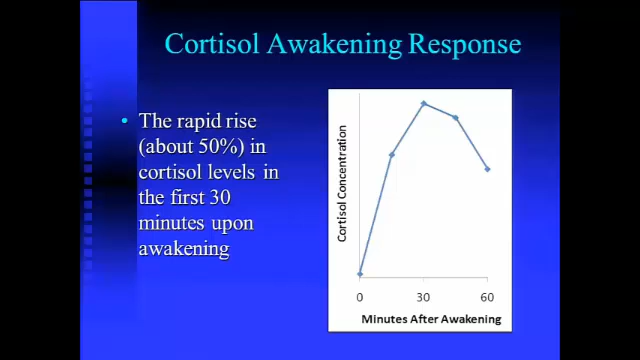 Cortisol Awakening Response
• The rapid rise
(about 50%) in
cortisol levels in
the first 30
minutes upon
awakening
Cortisol Concentration
0 30 60
Minutes After Awakening